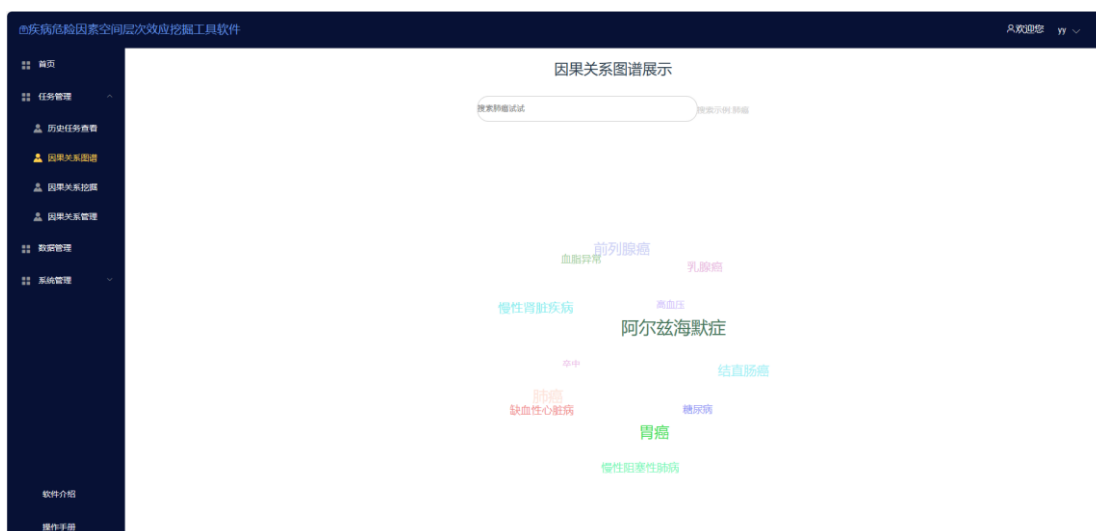 疾病危险因素空间层次效应挖掘工具软件
欢迎您 yy
首页
任务管理
历史任务查看
因果关系图谱
因果关系挖掘
因果关系管理
数据管理
系统管理
软件介绍
操作手册
因果关系图谱展示
搜索肺癌试试
搜索示例:肺癌
前列腺癌
血脂异常
乳腺癌
慢性肾脏疾病
高血压
阿尔兹海默症
卒中
结直肠癌
肺癌
缺血性心脏病
糖尿病
胃癌
慢性阻塞性肺病